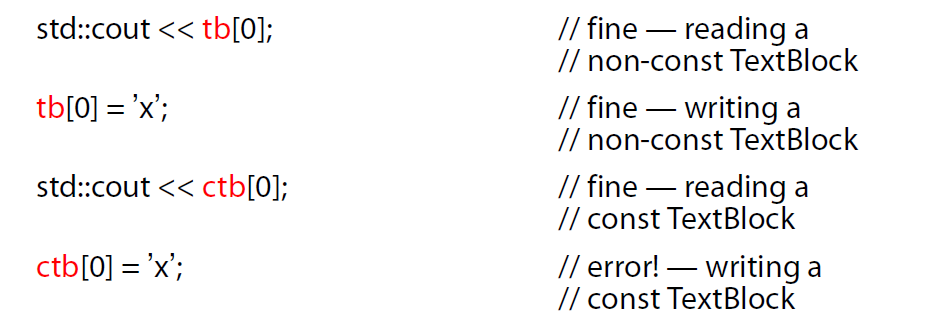 std::cout << tb[0]; // fine — reading a
// non-const TextBlock
tb[0] = ’x’; // fine — writing a
// non-const TextBlock
std::cout << ctb[0]; // fine — reading a
// const TextBlock
ctb[0] = ’x’; // error! — writing a
// const TextBlock